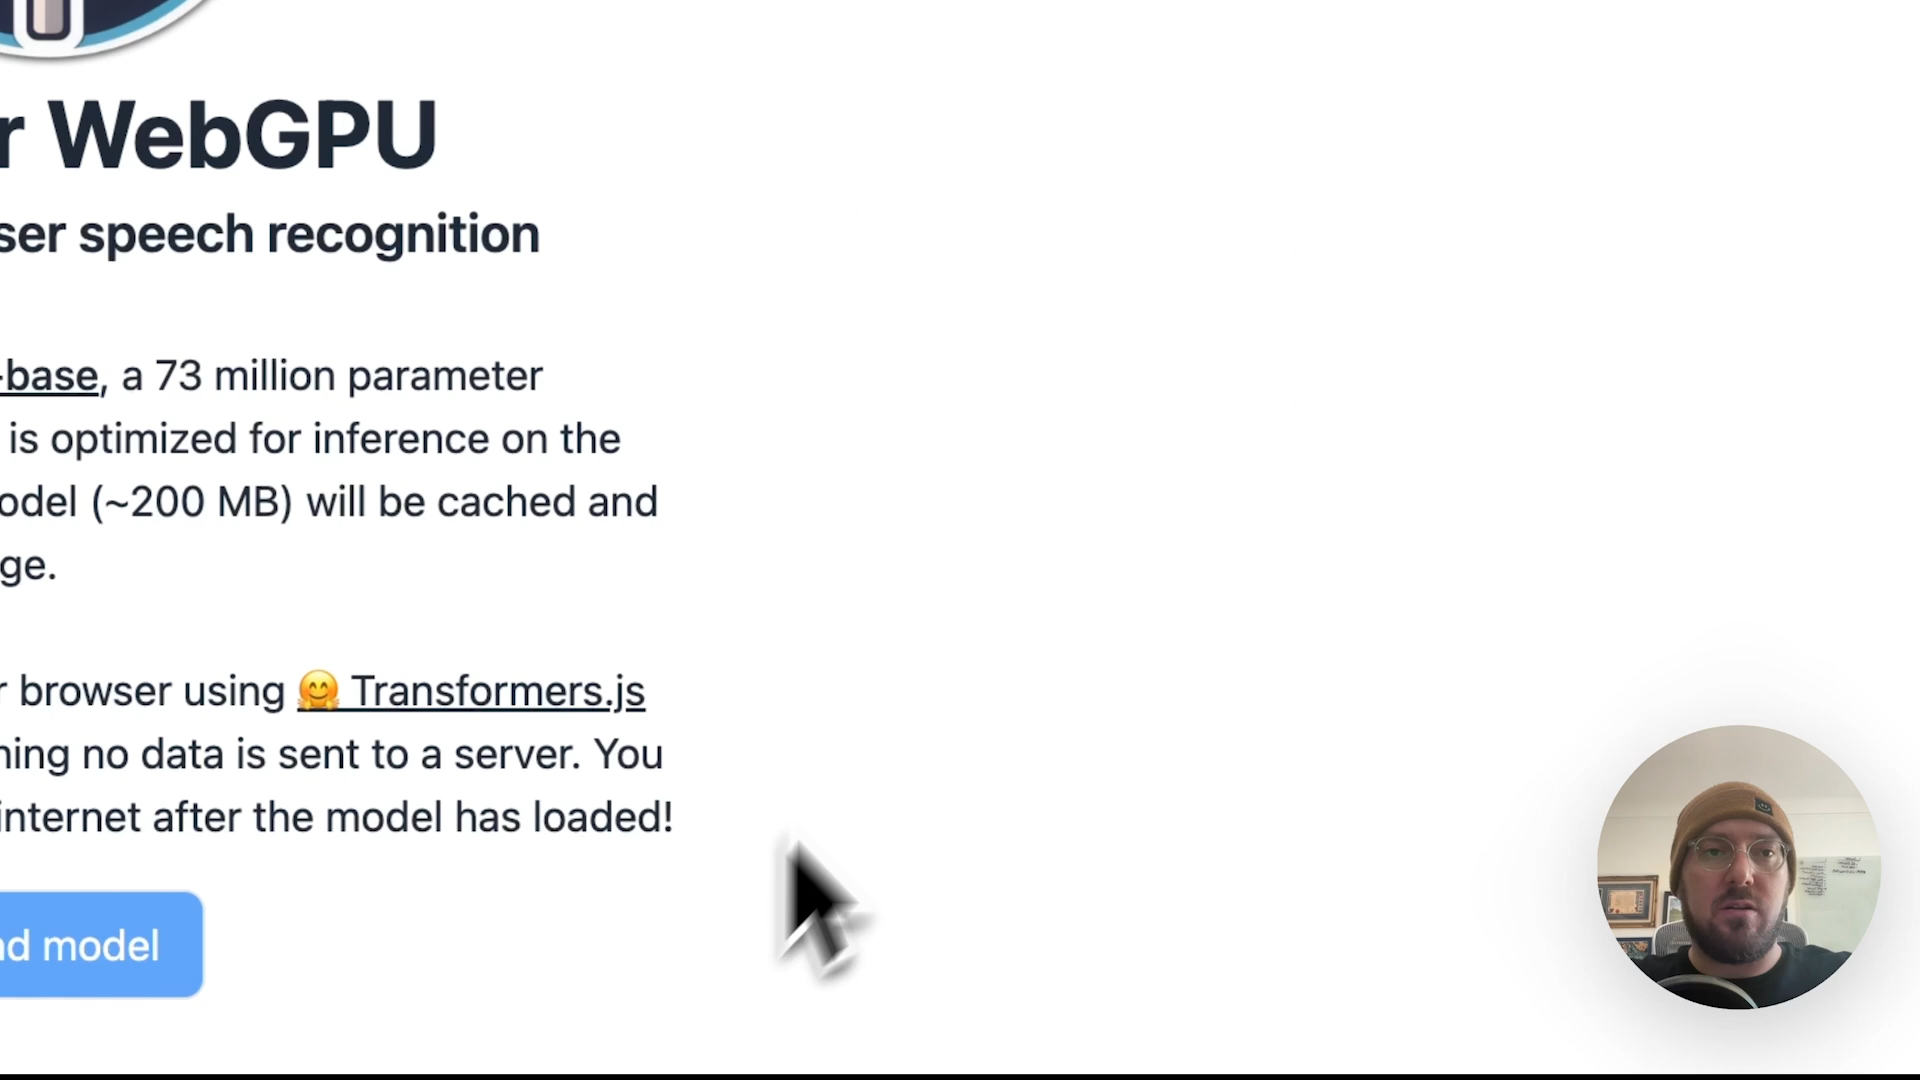 r WebGPU
ser speech recognition
-base, a 73 million parameter
is optimized for inference on the
odel (~200 MB) will be cached and
ge.
r browser using 🤗 Transformers.js
ning no data is sent to a server. You
internet after the model has loaded!
ad model